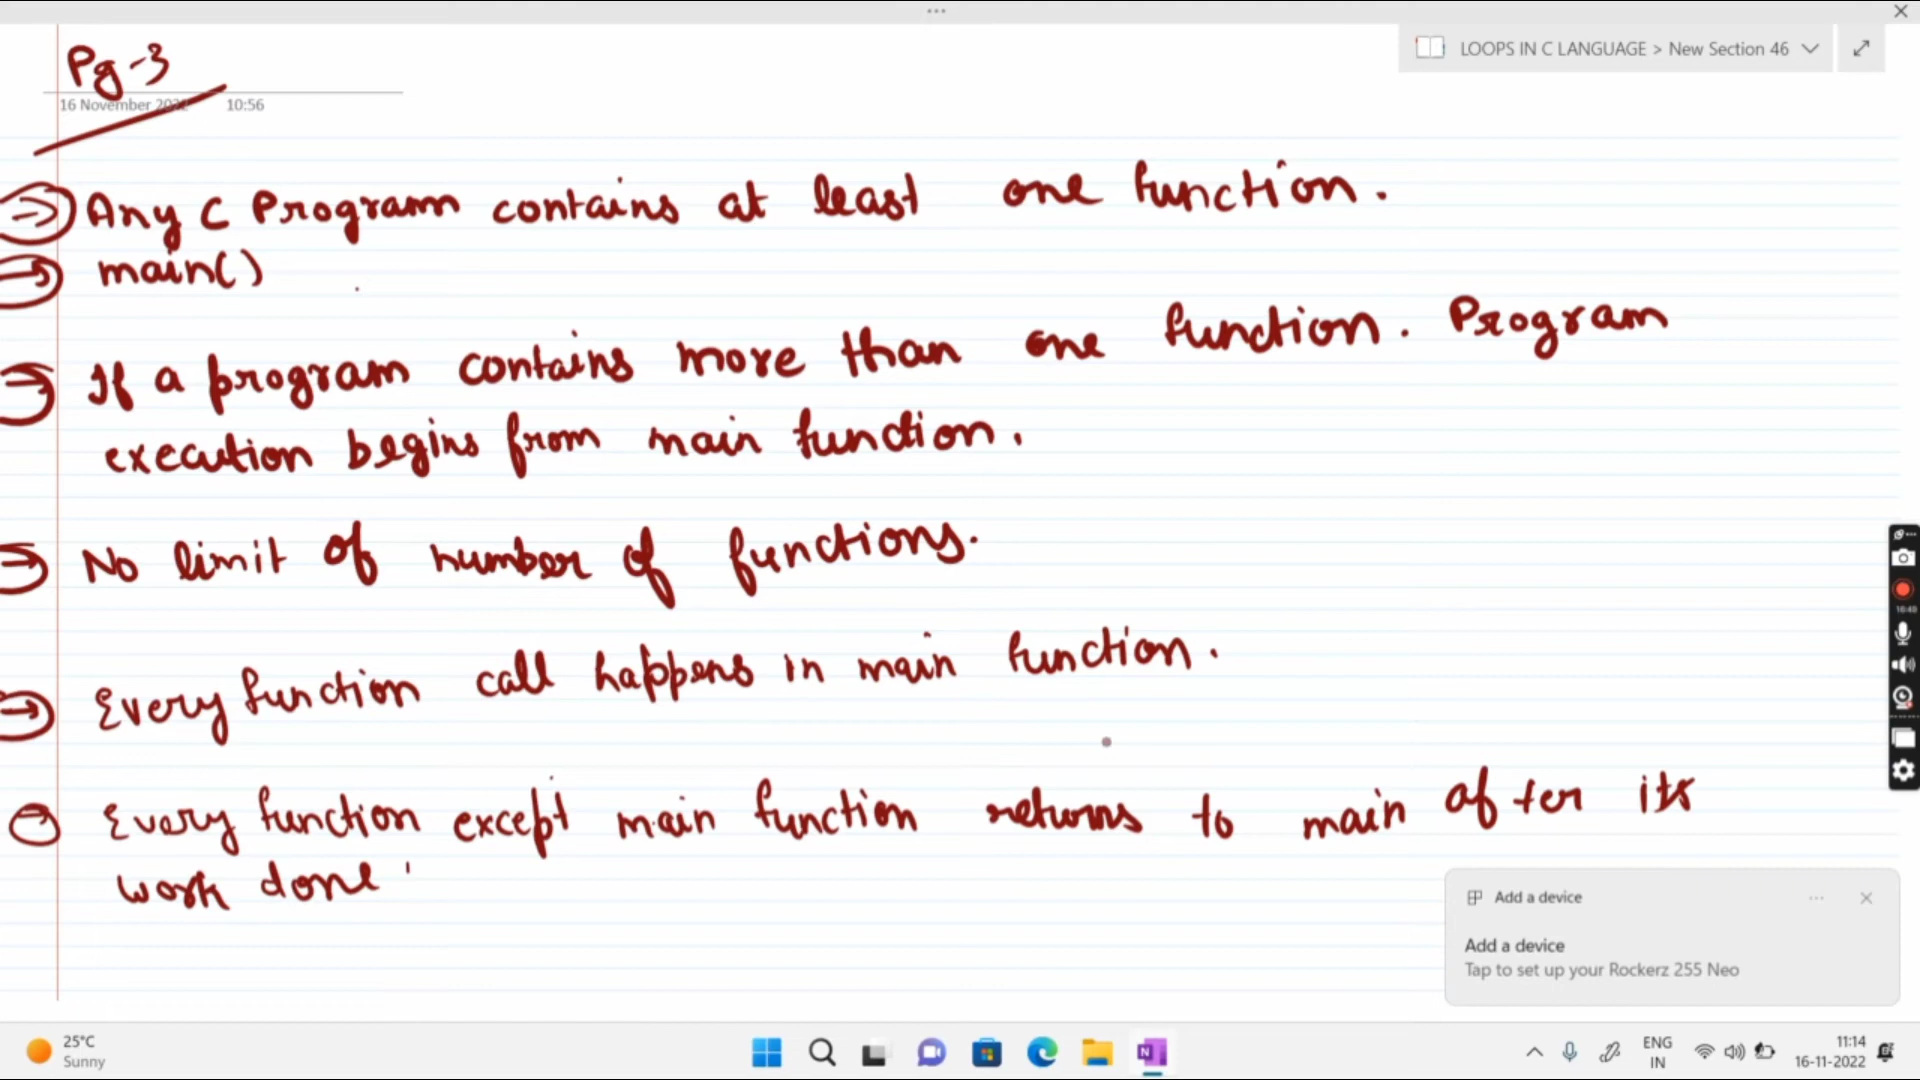 LOOPS IN C LANGUAGE > New Section 46
Pg-3
16 November 2022 10:56
Any C Program contains at least one function.
main()
If a program contains more than one function. Program
execution begins from main function.
No limit of number of functions.
Every function call happens in main function.
Every function except main function returns to main after its
work done
16:40
Add a device
Add a device
Tap to set up your Rockerz 255 Neo
25°C
Sunny
ENG
IN
11:14
16-11-2022